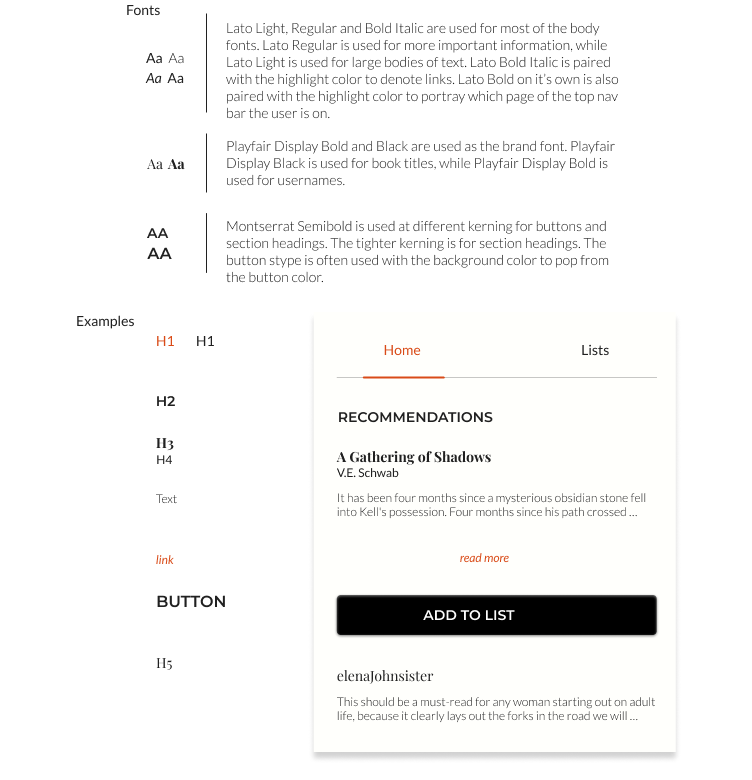 Fonts
Lato Light, Regular and Bold Italic are used for most of the body
fonts. Lato Regular is used for more important information, while
Aa Aa
Lato Light is used for large bodies of text. Lato Bold Italic is paired
Aa Aa
with the highlight color to denote links. Lato Bold on it's own is also
paired with the highlight color to portray which page of the top nav
bar the user is on.
Playfair Display Bold and Black are used as the brand font. Playfair
Aa Aa
Display Black is used for book titles, while Playfair Display Bold is
used for usernames.
Montserrat Semibold is used at different kerning for buttons and
AA
section headings. The tighter kerning is for section headings. The
AA
button stype is often used with the background color to pop from
the button color.
Examples
H1 H1
Home Lists
H2
RECOMMENDATIONS
H3
A Gathering of Shadows
H4
V.E. Schwab
Text
It has been four months since a mysterious obsidian stone fell
into Kell's possession. Four months since his path crossed ...
link
read more
BUTTON
ADD TO LIST
H5
elenaJohnsister
This should be a must-read for any woman starting out on adult
life, because it clearly lays out the forks in the road we will ...